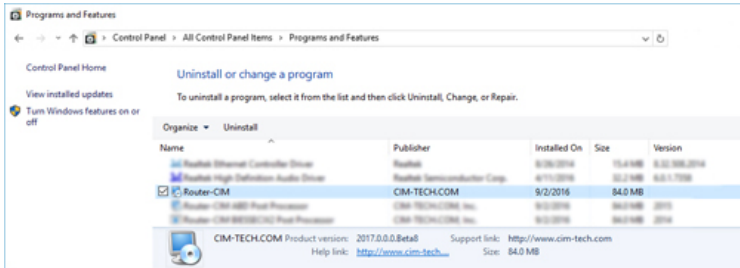 Programs and Features
Control Panel > All Control Panel Items > Programs and Features
Control Panel Home
View installed updates
Turn Windows features on or
off
Uninstall or change a program
To uninstall a program, select it from the list and then click Uninstall, Change, or Repair.
Organize Uninstall
Name Publisher Installed On Size Version
Router-CIM CIM-TECH.COM 9/2/2016 84.0 MB
CIM-TECH.COM Product version: 2017.0.0.0.Beta8 Support link: http://www.cim-tech.com
Help link: http://www.cim-tech.... Size: 84.0 MB